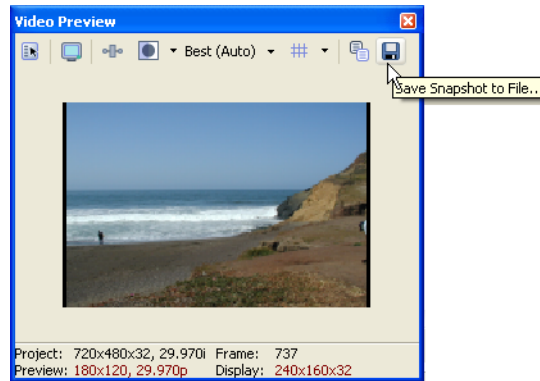 Video Preview
Best (Auto)
Save Snapshot to File...
Project: 720x480x32, 29.970i Frame: 737
Preview: 180x120, 29.970p Display: 240x160x32